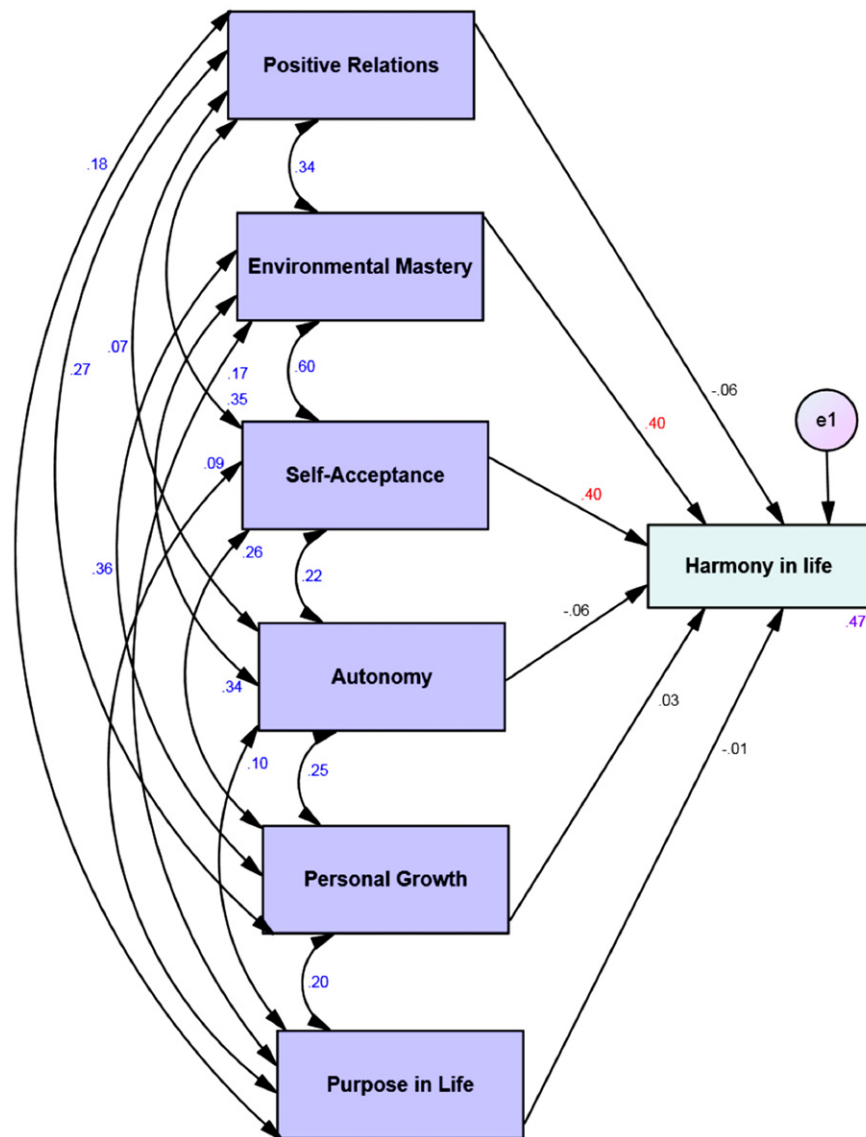 Positive Relations
.18
.34
Environmental Mastery
.07
.27
.17
.60
.35
-.06
.40
e1
.09
Self-Acceptance
.40
.26
.36
.22
Harmony in life
.47
-.06
Autonomy
.34
.03
.10
.25
-.01
Personal Growth
.20
Purpose in Life